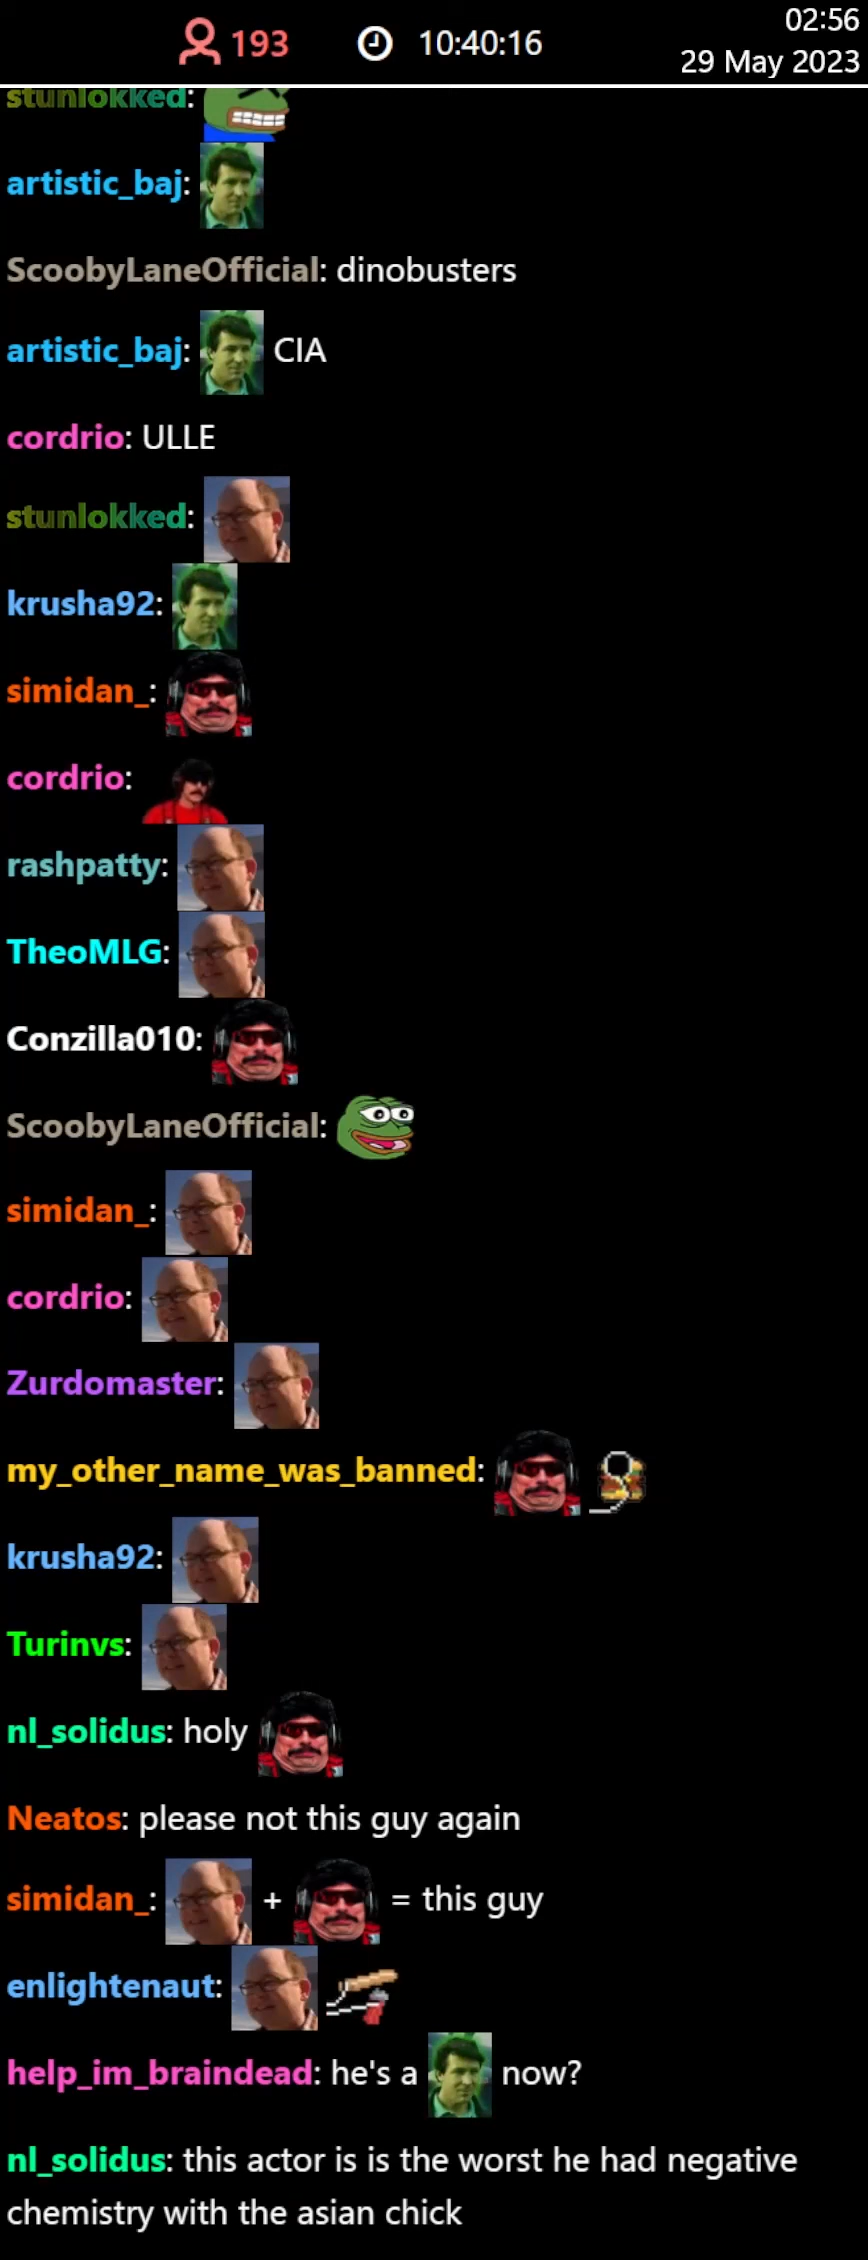 193 10:40:16 02:56
29 May 2023
stunlokked:
artistic_baj:
ScoobyLaneOfficial: dinobusters
artistic_baj: CIA
cordrio: ULLE
stunlokked:
krusha92:
simidan_:
cordrio:
rashpatty:
TheoMLG:
Conzilla010:
ScoobyLaneOfficial:
simidan_:
cordrio:
Zurdomaster:
my_other_name_was_banned:
krusha92:
Turinvs:
nl_solidus: holy
Neatos: please not this guy again
simidan_: + = this guy
enlightenaut:
help_im_braindead: he's a now?
nl_solidus: this actor is is the worst he had negative
chemistry with the asian chick